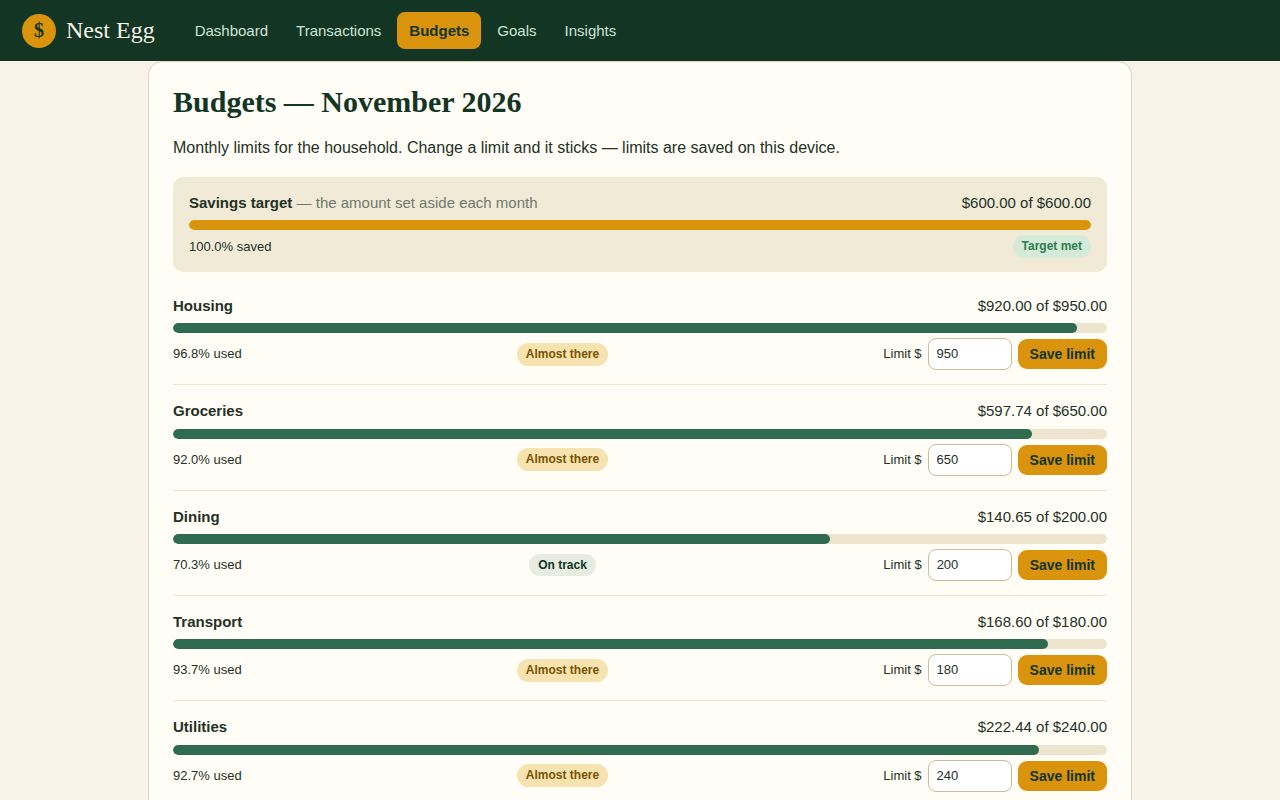 $ Nest Egg Dashboard Transactions Budgets Goals Insights
Budgets — November 2026
Monthly limits for the household. Change a limit and it sticks — limits are saved on this device.
Savings target — the amount set aside each month $600.00 of $600.00
100.0% saved Target met
Housing $920.00 of $950.00
96.8% used Almost there Limit $ 950 Save limit
Groceries $597.74 of $650.00
92.0% used Almost there Limit $ 650 Save limit
Dining $140.65 of $200.00
70.3% used On track Limit $ 200 Save limit
Transport $168.60 of $180.00
93.7% used Almost there Limit $ 180 Save limit
Utilities $222.44 of $240.00
92.7% used Almost there Limit $ 240 Save limit